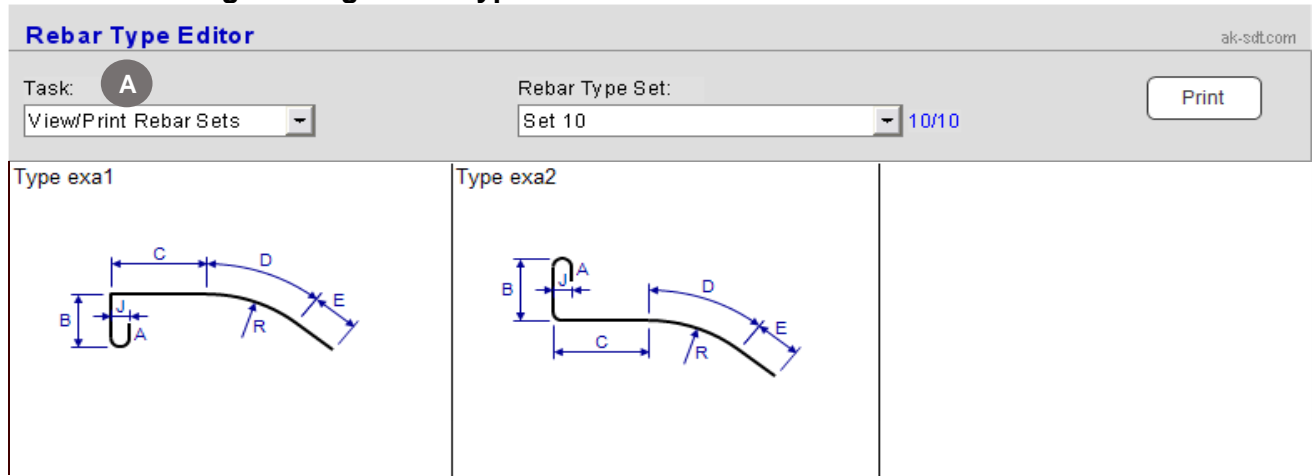 Rebar Type Editor
ak-sdt.com
Task:
A
Rebar Type Set:
View/Print Rebar Sets
Set 10
10/10
Print
Type exa1
Type exa2
C
D
E
B
J
A
R
A
J
B
D
E
C
R